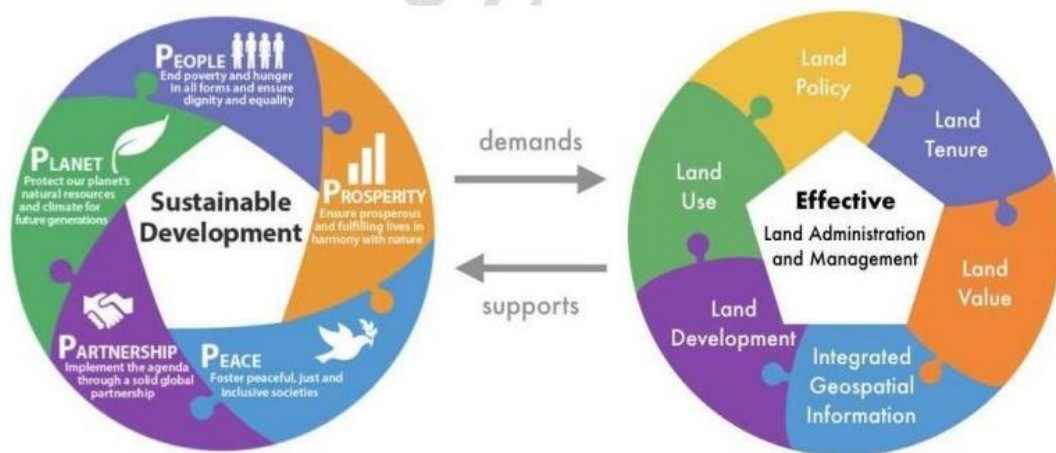 PEOPLE
End poverty and hunger
in all forms and ensure
dignity and equality
PLANET
Protect our planet's
natural resources
and climate for
future generations
Sustainable
Development
PROSPERITY
Ensure prosperous
and fulfilling lives in
harmony with nature
PARTNERSHIP
Implement the agenda
through a solid global
partnership
PEACE
Foster peaceful, just and
inclusive societies
demands
supports
Land
Policy
Land
Tenure
Land
Use
Effective
Land Administration
and Management
Land
Value
Land
Development
Integrated
Geospatial
Information